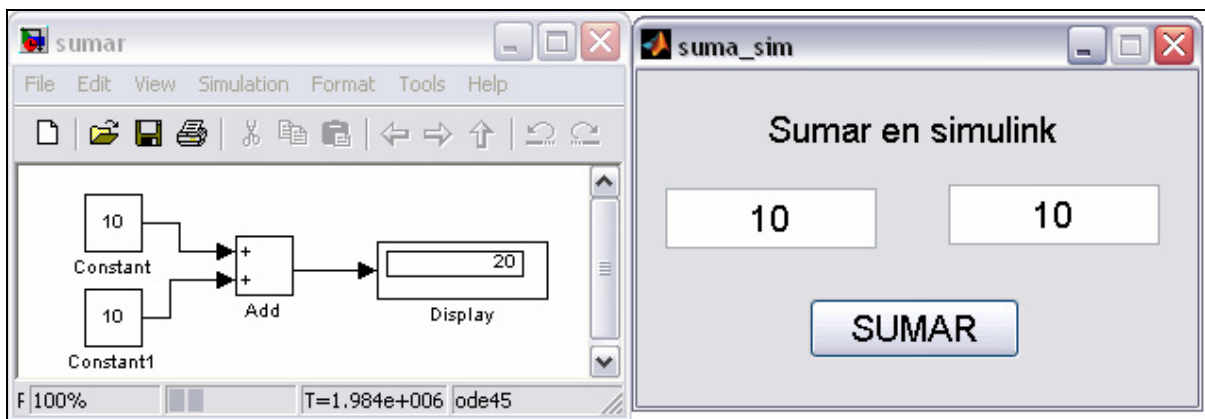 sumar
File Edit View Simulation Format Tools Help
10
Constant
+
+
Add
20
Display
10
Constant1
F 100% T=1.984e+006 ode45
suma_sim
Sumar en simulink
10 10
SUMAR